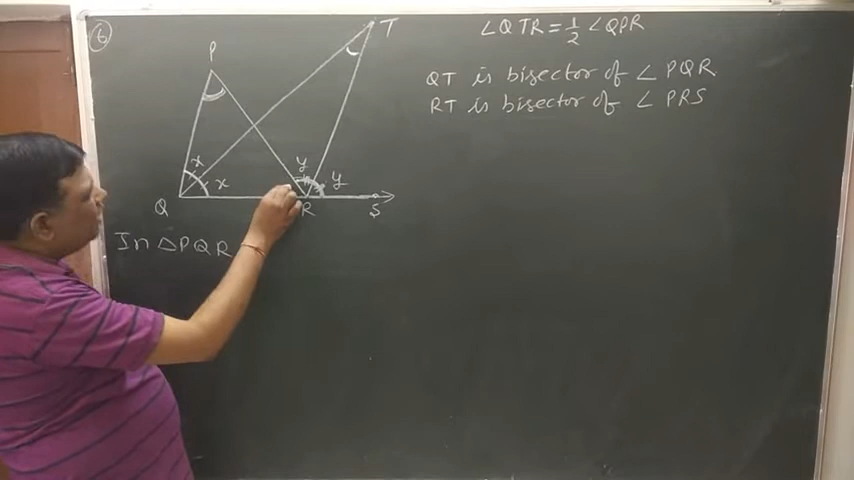 6
∠QTR = 1/2 ∠QPR
QT is bisector of ∠PQR
RT is bisector of ∠PRS
T
P
x
x
y
y
Q
R
S
In △PQR